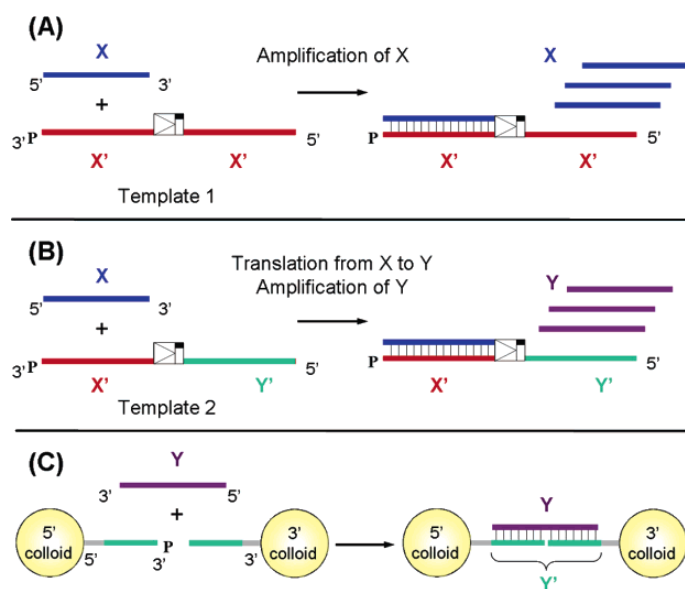 (A)
X
Amplification of X
X
5’
3’
+
3’P
5’
P
5’
X’
X’
X’
X’
Template 1
(B)
X
Translation from X to Y
Amplification of Y
Y
5’
3’
+
3’P
5’
P
5’
X’
Y’
X’
Y’
Template 2
(C)
Y
3’
5’
+
Y
5’ colloid
5’
P
3’
3’
3’ colloid
5’ colloid
3’ colloid
Y’